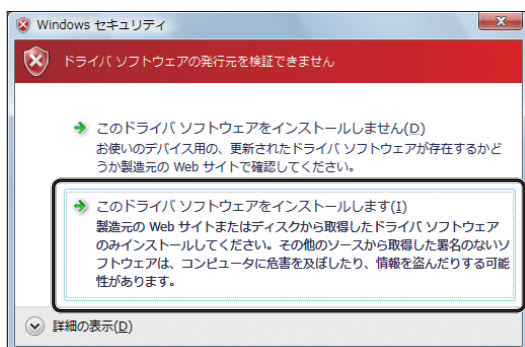 Windows セキュリティ
ドライバ ソフトウェアの発行元を検証できません
このドライバ ソフトウェアをインストールしません(D)
お使いのデバイス用の、更新されたドライバ ソフトウェアが存在するかど
うか製造元の Web サイトで確認してください。
このドライバ ソフトウェアをインストールします(I)
製造元の Web サイトまたはディスクから取得したドライバ ソフトウェア
のみインストールしてください。その他のソースから取得した署名のないソ
フトウェアは、コンピュータに危害を及ぼしたり、情報を盗んだりする可能
性があります。
詳細の表示(D)